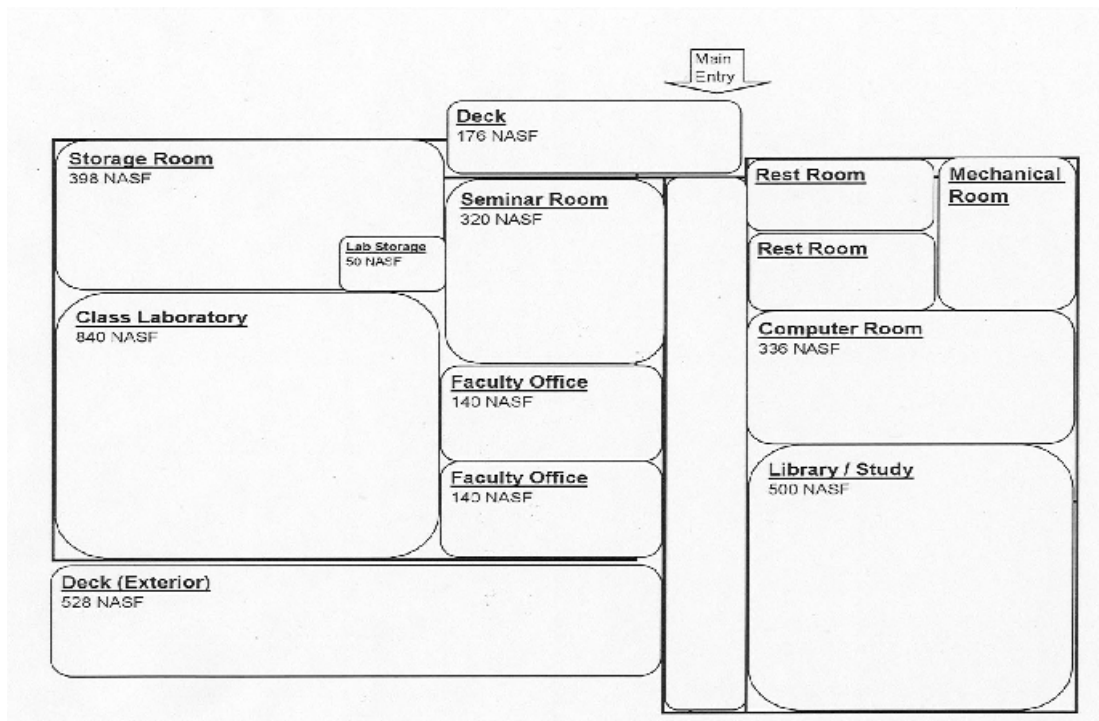 Main
Entry
Deck
176 NASF
Storage Room
398 NASF
Lab Storage
50 NASF
Seminar Room
320 NASF
Rest Room
Mechanical
Room
Rest Room
Class Laboratory
840 NASF
Computer Room
336 NASF
Faculty Office
140 NASF
Faculty Office
140 NASF
Library / Study
500 NASF
Deck (Exterior)
528 NASF